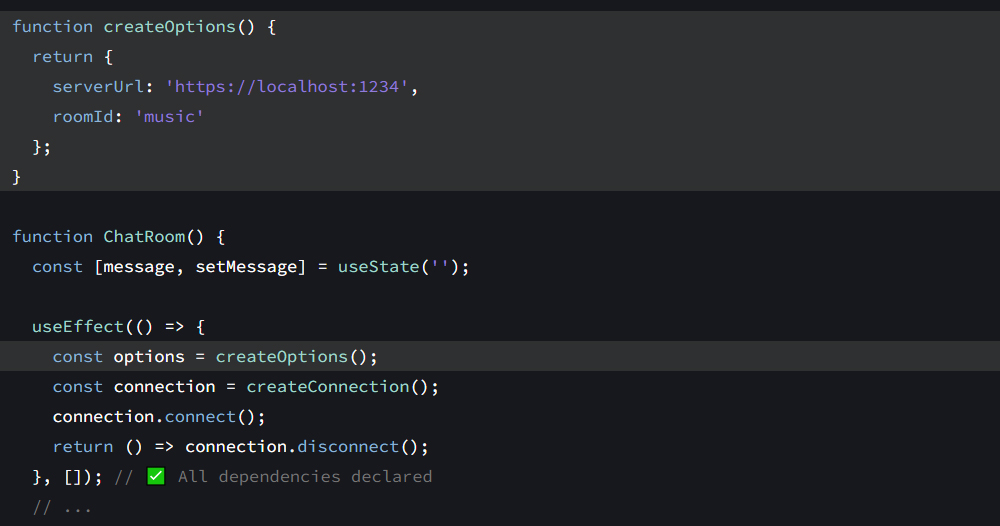 function createOptions() {
  return {
    serverUrl: 'https://localhost:1234',
    roomId: 'music'
  };
}

function ChatRoom() {
  const [message, setMessage] = useState('');

  useEffect(() => {
    const options = createOptions();
    const connection = createConnection();
    connection.connect();
    return () => connection.disconnect();
  }, []); // ✅ All dependencies declared
  // ...